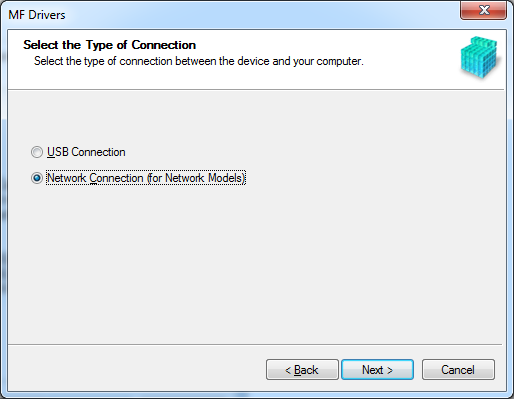 MF Drivers
Select the Type of Connection
Select the type of connection between the device and your computer.
USB Connection
Network Connection (for Network Models)
< Back
Next >
Cancel